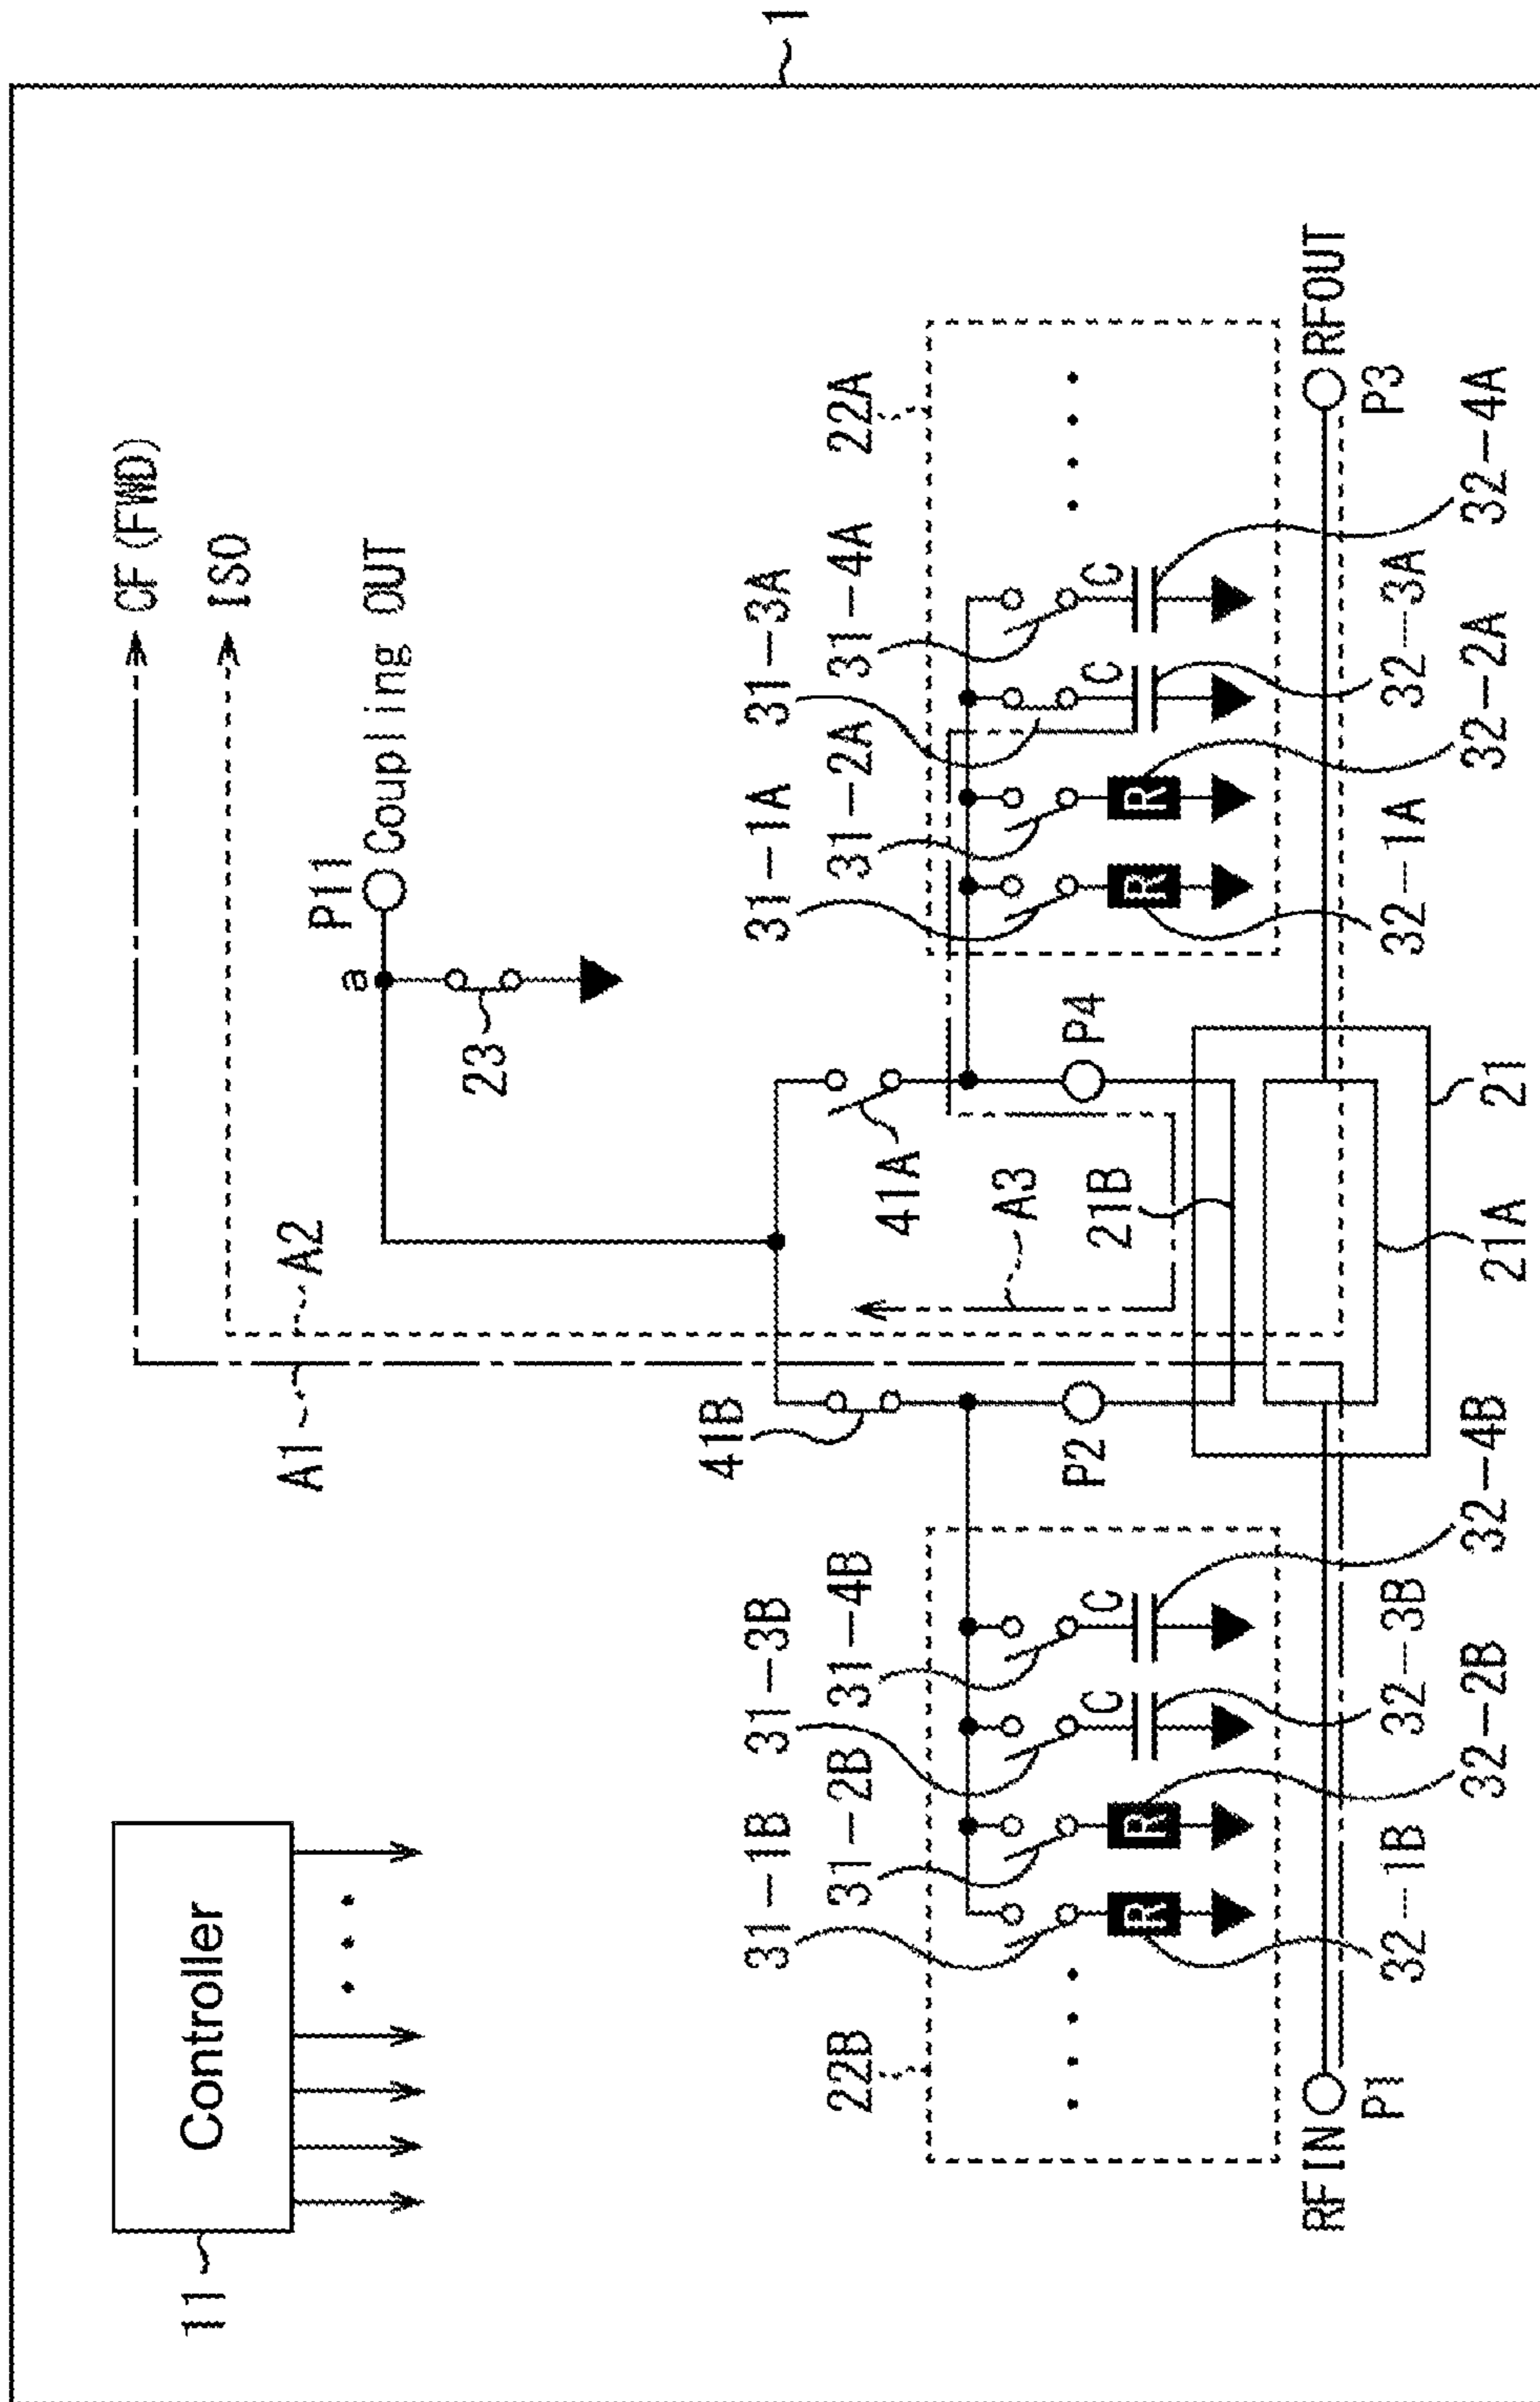 1
11
Controller
A1
A2
CF(FWD)
ISO
a
P11
Coupling OUT
23
41B
41A
31-1B
31-3B
31-1A
31-3A
22B
31-2B
31-4B
31-2A
31-4A
22A
A3
P2
P4
21B
C
C
C
C
R
R
R
R
RFIN
P1
P3
RFOUT
32-1B
32-3B
32-1A
32-3A
32-2B
32-4B
21A
21
32-2A
32-4A